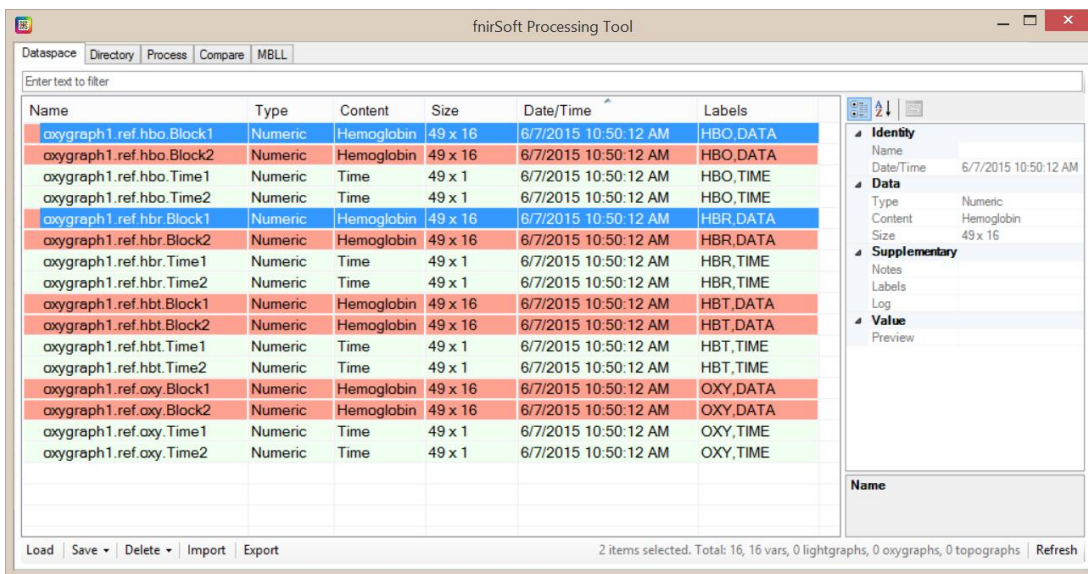 fnirSoft Processing Tool
Dataspace Directory Process Compare MBLL
Enter text to filter
Name Type Content Size Date/Time Labels
oxygraph1.ref.hbo.Block1 Numeric Hemoglobin 49 x 16 6/7/2015 10:50:12 AM HBO,DATA
oxygraph1.ref.hbo.Block2 Numeric Hemoglobin 49 x 16 6/7/2015 10:50:12 AM HBO,DATA
oxygraph1.ref.hbo.Time1 Numeric Time 49 x 1 6/7/2015 10:50:12 AM HBO,TIME
oxygraph1.ref.hbo.Time2 Numeric Time 49 x 1 6/7/2015 10:50:12 AM HBO,TIME
oxygraph1.ref.hbr.Block1 Numeric Hemoglobin 49 x 16 6/7/2015 10:50:12 AM HBR,DATA
oxygraph1.ref.hbr.Block2 Numeric Hemoglobin 49 x 16 6/7/2015 10:50:12 AM HBR,DATA
oxygraph1.ref.hbr.Time1 Numeric Time 49 x 1 6/7/2015 10:50:12 AM HBR,TIME
oxygraph1.ref.hbr.Time2 Numeric Time 49 x 1 6/7/2015 10:50:12 AM HBR,TIME
oxygraph1.ref.hbt.Block1 Numeric Hemoglobin 49 x 16 6/7/2015 10:50:12 AM HBT,DATA
oxygraph1.ref.hbt.Block2 Numeric Hemoglobin 49 x 16 6/7/2015 10:50:12 AM HBT,DATA
oxygraph1.ref.hbt.Time1 Numeric Time 49 x 1 6/7/2015 10:50:12 AM HBT,TIME
oxygraph1.ref.hbt.Time2 Numeric Time 49 x 1 6/7/2015 10:50:12 AM HBT,TIME
oxygraph1.ref.oxy.Block1 Numeric Hemoglobin 49 x 16 6/7/2015 10:50:12 AM OXY,DATA
oxygraph1.ref.oxy.Block2 Numeric Hemoglobin 49 x 16 6/7/2015 10:50:12 AM OXY,DATA
oxygraph1.ref.oxy.Time1 Numeric Time 49 x 1 6/7/2015 10:50:12 AM OXY,TIME
oxygraph1.ref.oxy.Time2 Numeric Time 49 x 1 6/7/2015 10:50:12 AM OXY,TIME
Identity
Name
Date/Time 6/7/2015 10:50:12 AM
Data
Type Numeric
Content Hemoglobin
Size 49 x 16
Supplementary
Notes
Labels
Log
Value
Preview
Name
Load Save Delete Import Export 2 items selected. Total: 16, 16 vars, 0 lightgraphs, 0 oxygraphs, 0 topographs Refresh